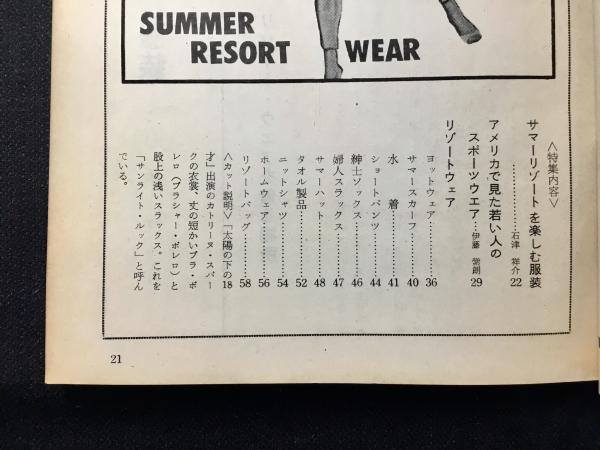 SUMMER
RESORT WEAR
〈特集内容〉
サマーリゾートを楽しむ服装
……………石津 祥介 22
アメリカで見た若い人の
スポーツウエア…伊藤 紫朗 29
リゾートウェア
ヨットウェア………36
サマースカーフ………40
水 着………41
ショートパンツ………44
紳士ソックス………46
婦人スラックス………47
サマーハット………48
タオル製品………52
ニットシャツ………54
ホームウェア………56
リゾートバッグ………58
〈カット説明〉「太陽の下の18
才」出演のカトリーヌ・スパー
クの衣裳、丈の短かいブラ・ボ
レロ（ブラシャー・ボレロ）と
股上の浅いスラックス。これを
「サンライト・ルック」と呼ん
でいる。
21